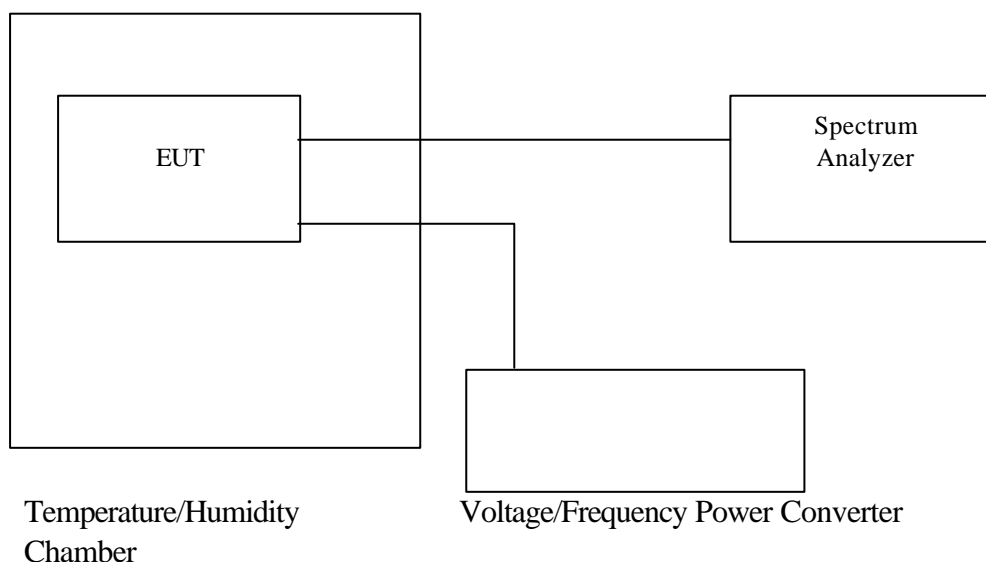 EUT
Spectrum
Analyzer
Temperature/Humidity
Chamber
Voltage/Frequency Power Converter